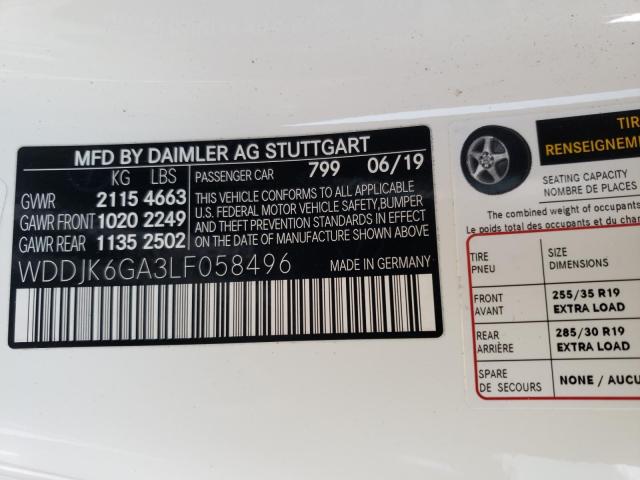 MFD BY DAIMLER AG STUTTGART
KG LBS
PASSENGER CAR 799 06/19
GVWR 2115 4663
GAWR FRONT 1020 2249
GAWR REAR 1135 2502
THIS VEHICLE CONFORMS TO ALL APPLICABLE
U.S. FEDERAL MOTOR VEHICLE SAFETY,BUMPER
AND THEFT PREVENTION STANDARDS IN EFFECT
ON THE DATE OF MANUFACTURE SHOWN ABOVE
WDDJK6GA3LF058496 MADE IN GERMANY
TIR
RENSEIGNEME
SEATING CAPACITY
NOMBRE DE PLACES
The combined weight of occupants
Le poids total des occupants et du char
TIRE
PNEU
SIZE
DIMENSIONS
FRONT
AVANT
255/35 R19
EXTRA LOAD
REAR
ARRIÈRE
285/30 R19
EXTRA LOAD
SPARE
DE SECOURS
NONE / AUCU